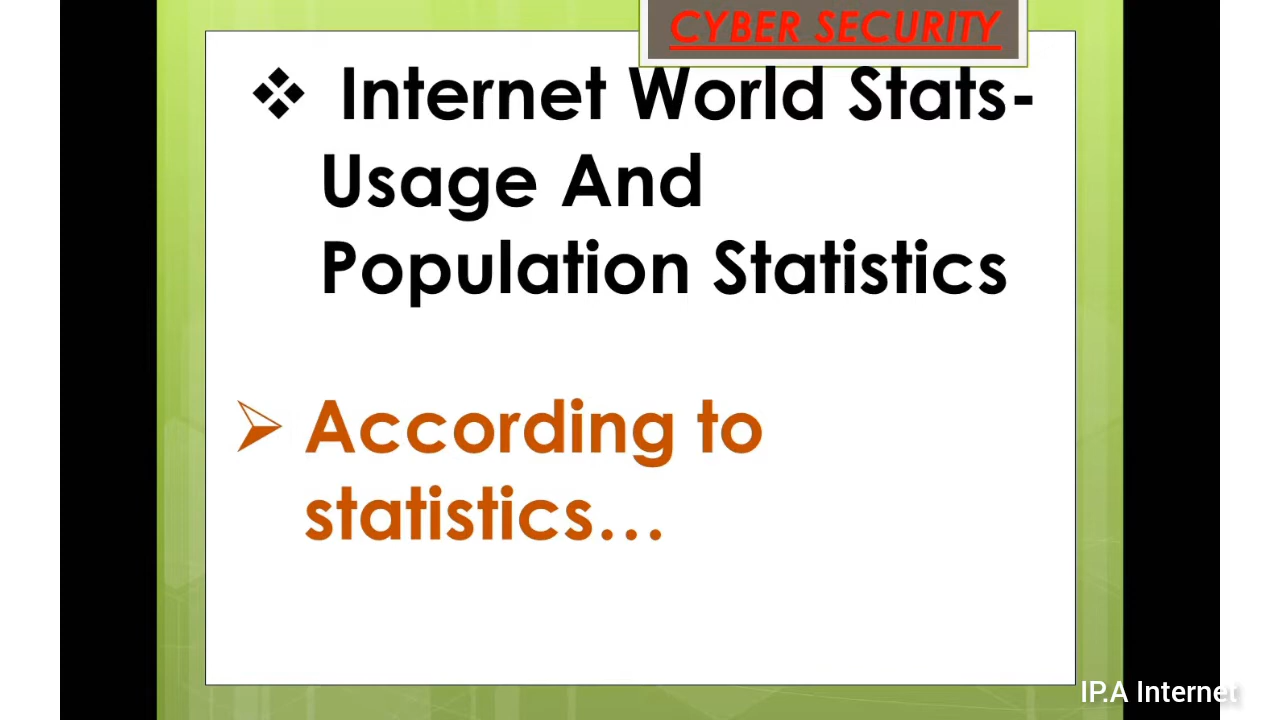 CYBER SECURITY
❖ Internet World Stats-
Usage And
Population Statistics
➢ According to
statistics…
IP.A Internet